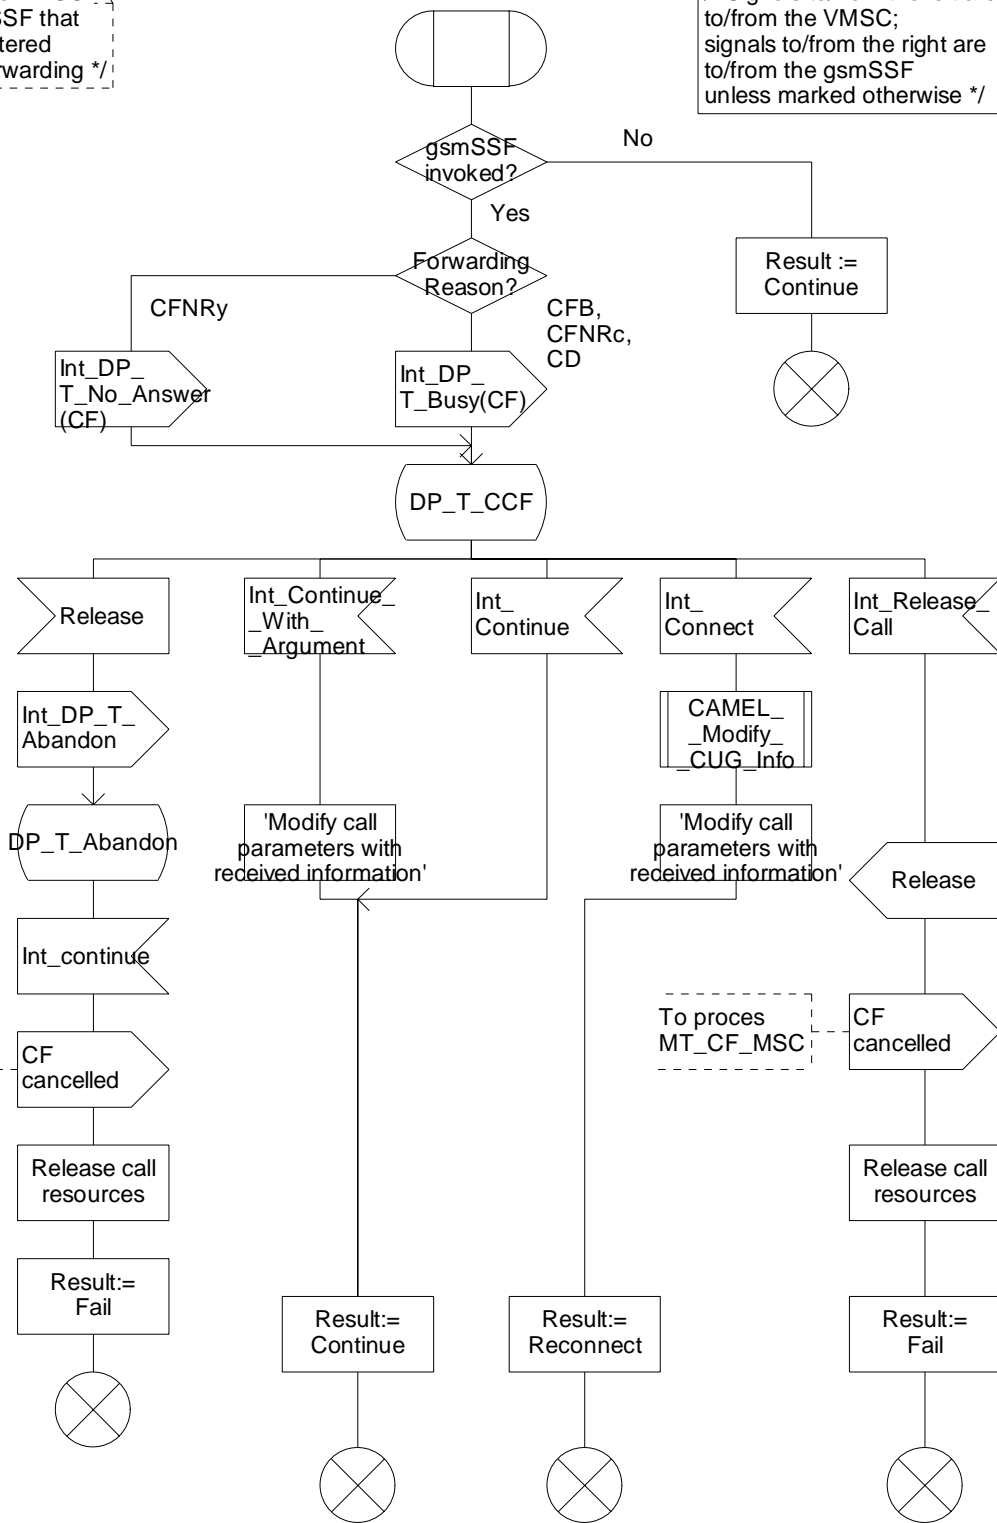 SSF that
warding */
to/from the VMSC;
signals to/from the right are
to/from the gsmSSF
unless marked otherwise */
gsmSSF
invoked?
No
Yes
Forwarding
Reason?
Result :=
Continue
CFNRy
CFB,
CFNRc,
CD
Int_DP_
T_No_Answer
(CF)
Int_DP_
T_Busy(CF)
DP_T_CCF
Release
Int_Continue_
_With_
_Argument
Int_
Continue
Int_
Connect
Int_Release_
Call
Int_DP_T_
Abandon
CAMEL_
_Modify_
_CUG_Info
DP_T_Abandon
'Modify call
parameters with
received information'
'Modify call
parameters with
received information'
Release
Int_continue
To proces
MT_CF_MSC
CF
cancelled
CF
cancelled
Release call
resources
Release call
resources
Result:=
Fail
Result:=
Continue
Result:=
Reconnect
Result:=
Fail